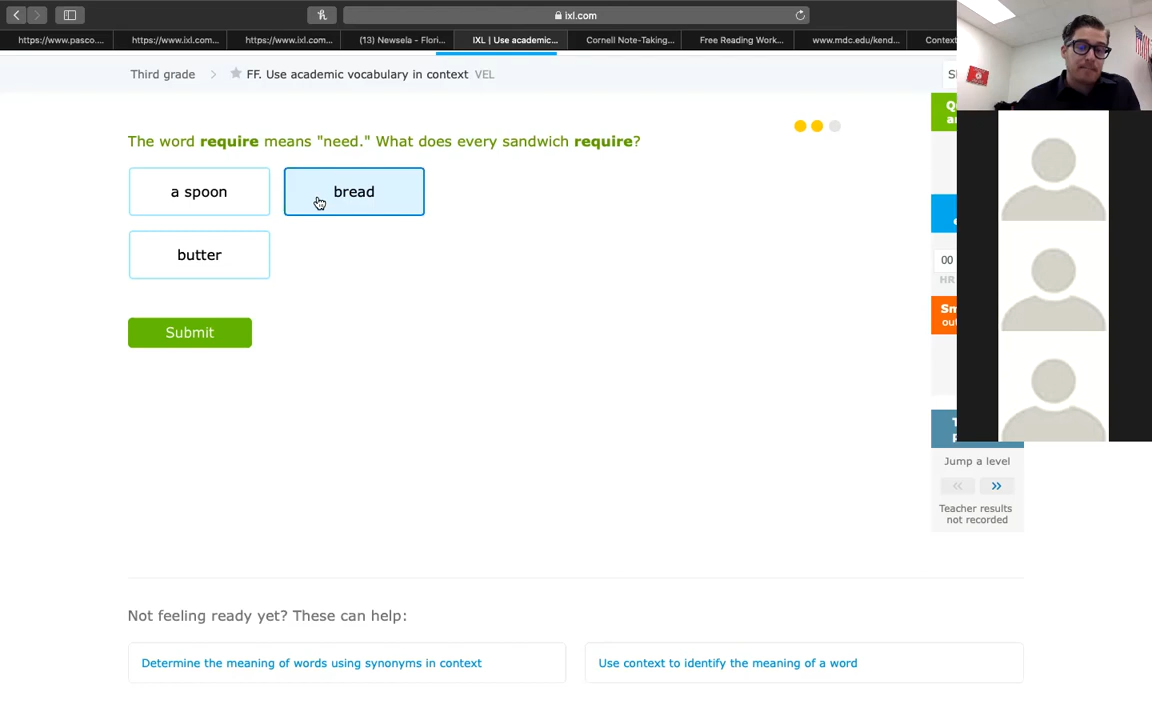 ixl.com
https://www.pasco....
https://www.ixl.com...
https://www.ixl.com...
(13) Newsela - Flori...
IXL | Use academic...
Cornell Note-Taking...
Free Reading Work...
www.mdc.edu/kend...
Context
Third grade > FF. Use academic vocabulary in context VEL
The word require means "need." What does every sandwich require?
a spoon
bread
butter
Submit
00
HR
Sm
out
Jump a level
Teacher results
not recorded
Not feeling ready yet? These can help:
Determine the meaning of words using synonyms in context
Use context to identify the meaning of a word